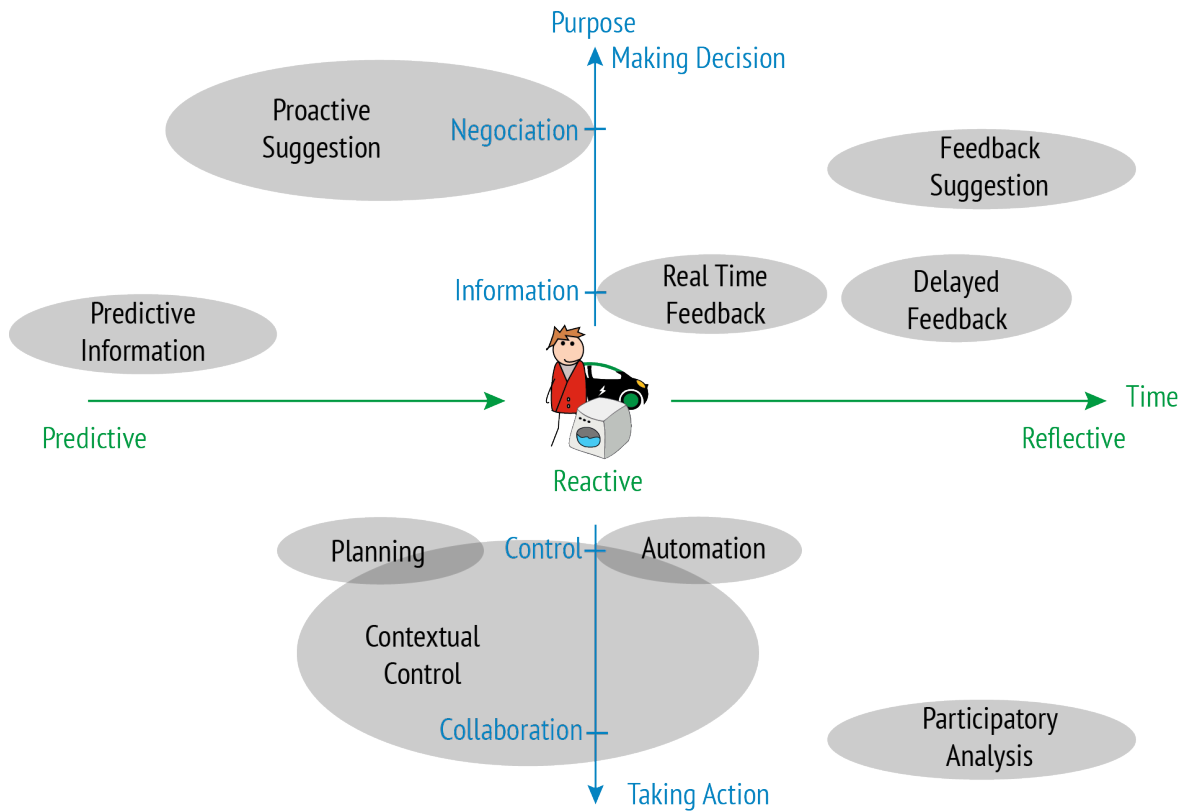 Purpose
Making Decision
Proactive
Suggestion
Negociation
Feedback
Suggestion
Information
Real Time
Feedback
Delayed
Feedback
Predictive
Information
Time
Predictive
Reflective
Reactive
Planning
Control
Automation
Contextual
Control
Collaboration
Participatory
Analysis
Taking Action